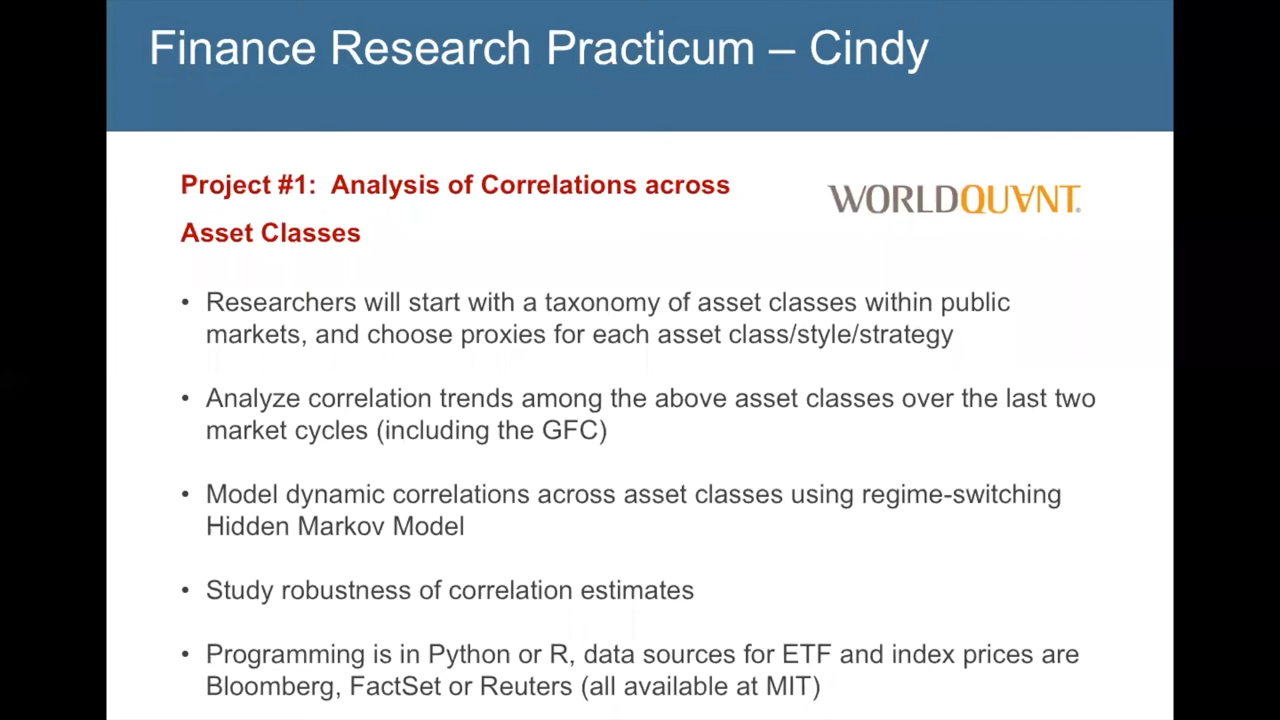 Finance Research Practicum – Cindy
Project #1: Analysis of Correlations across
Asset Classes
WORLDQUANT
• Researchers will start with a taxonomy of asset classes within public
markets, and choose proxies for each asset class/style/strategy
• Analyze correlation trends among the above asset classes over the last two
market cycles (including the GFC)
• Model dynamic correlations across asset classes using regime-switching
Hidden Markov Model
• Study robustness of correlation estimates
• Programming is in Python or R, data sources for ETF and index prices are
Bloomberg, FactSet or Reuters (all available at MIT)